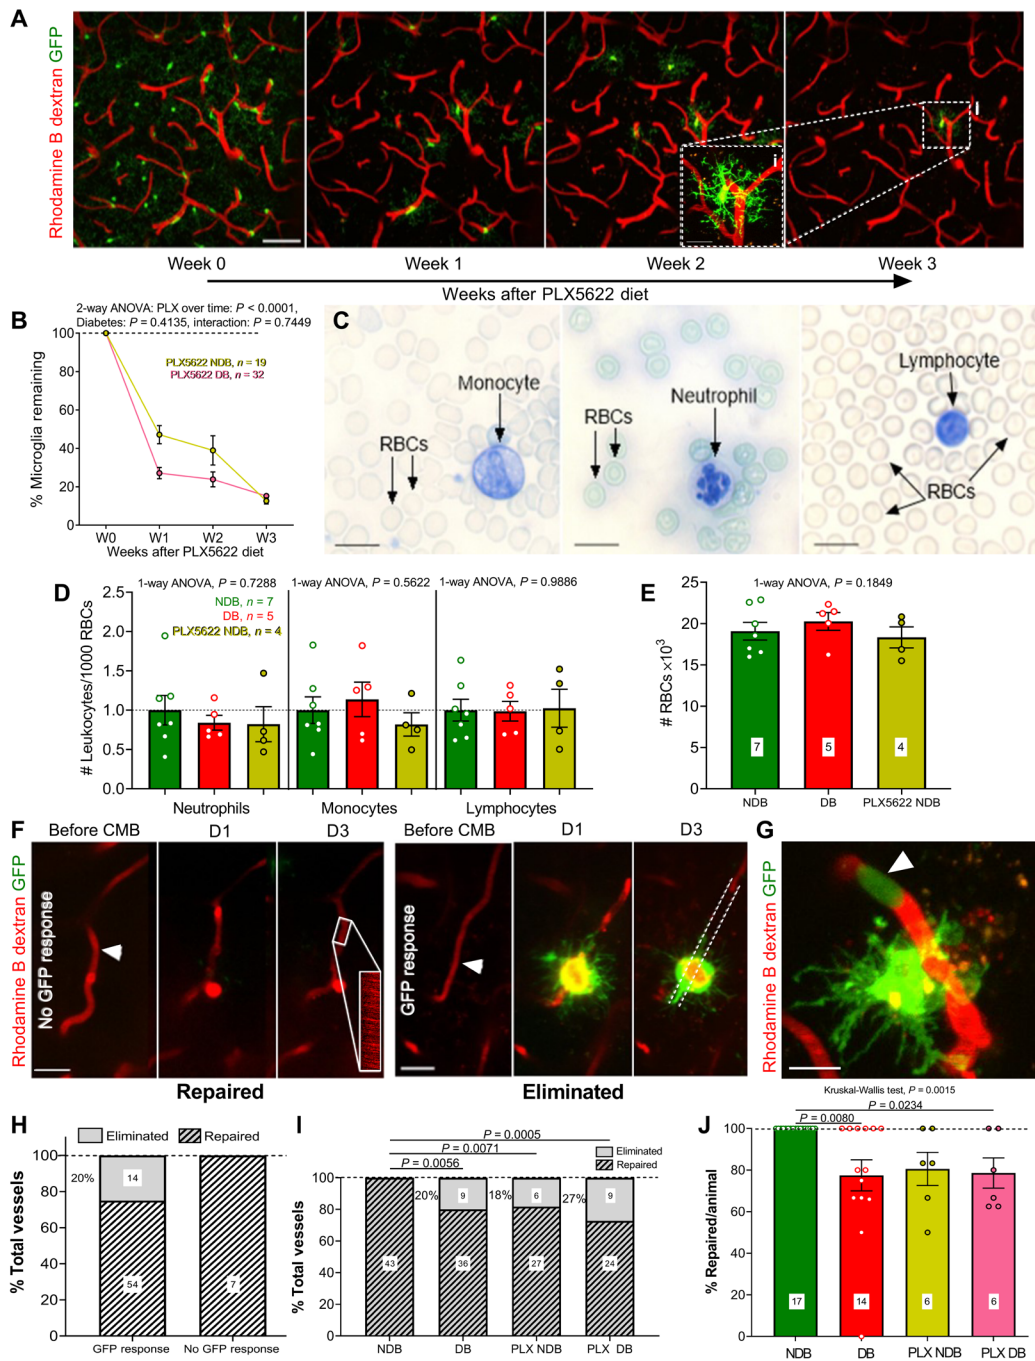 A
Rhodamine B dextran GFP
i
i
Week 0
Week 1
Week 2
Week 3
Weeks after PLX5622 diet
B
2-way ANOVA: PLX over time: P < 0.0001,
Diabetes: P = 0.4135, interaction: P = 0.7449
PLX5622 NDB, n = 19
PLX5622 DB, n = 32
% Microglia remaining
100
80
60
40
20
0
W0
W1
W2
W3
Weeks after PLX5622 diet
C
Monocyte
RBCs
Neutrophil
RBCs
Lymphocyte
RBCs
D
1-way ANOVA, P = 0.7288
1-way ANOVA, P = 0.5622
1-way ANOVA, P = 0.9886
NDB, n = 7
DB, n = 5
PLX5622 NDB, n = 4
# Leukocytes/1000 RBCs
2.5
2.0
1.5
1.0
0.5
0.0
Neutrophils
Monocytes
Lymphocytes
E
1-way ANOVA, P = 0.1849
# RBCs ×10³
25
20
15
10
5
0
7
5
4
NDB
DB
PLX5622 NDB
F
Rhodamine B dextran GFP
Before CMB
D1
D3
No GFP response
Repaired
Before CMB
D1
D3
GFP response
Eliminated
G
Rhodamine B dextran GFP
H
Eliminated
Repaired
% Total vessels
100
80
60
40
20
0
20%
14
54
7
GFP response
No GFP response
I
P = 0.0005
P = 0.0071
P = 0.0056
Eliminated
Repaired
% Total vessels
100
80
60
40
20
0
20%
18%
27%
9
6
9
43
36
27
24
NDB
DB
PLX NDB
PLX DB
J
Kruskal-Wallis test, P = 0.0015
P = 0.0234
P = 0.0080
% Repaired/animal
100
80
60
40
20
0
17
14
6
6
NDB
DB
PLX NDB
PLX DB